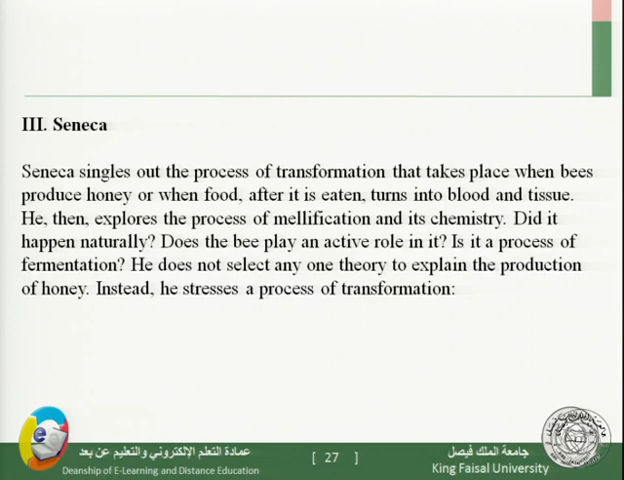 III. Seneca
Seneca singles out the process of transformation that takes place when bees
produce honey or when food, after it is eaten, turns into blood and tissue.
He, then, explores the process of mellification and its chemistry. Did it
happen naturally? Does the bee play an active role in it? Is it a process of
fermentation? He does not select any one theory to explain the production
of honey. Instead, he stresses a process of transformation:
عمادة التعلم الإلكتروني والتعليم عن بعد
Deanship of E-Learning and Distance Education
[ 27 ]
جامعة الملك فيصل
King Faisal University